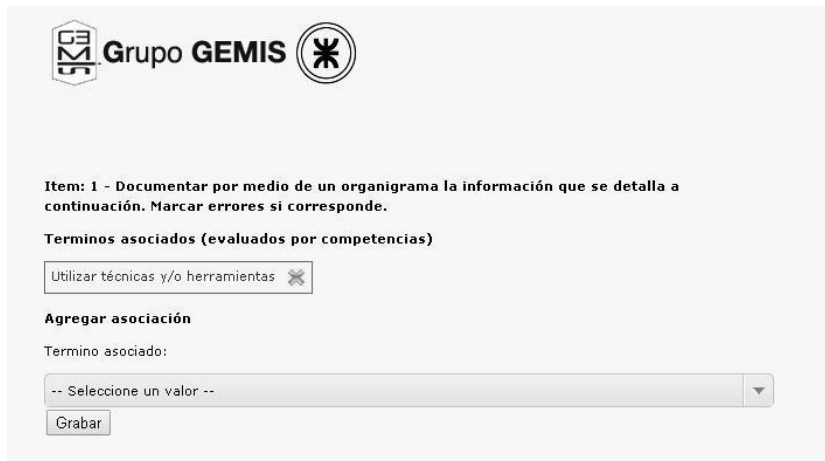 GEMIS
Grupo GEMIS
Item: 1 - Documentar por medio de un organigrama la información que se detalla a
continuación. Marcar errores si corresponde.
Terminos asociados (evaluados por competencias)
Utilizar técnicas y/o herramientas
Agregar asociación
Termino asociado:
-- Seleccione un valor --
Grabar